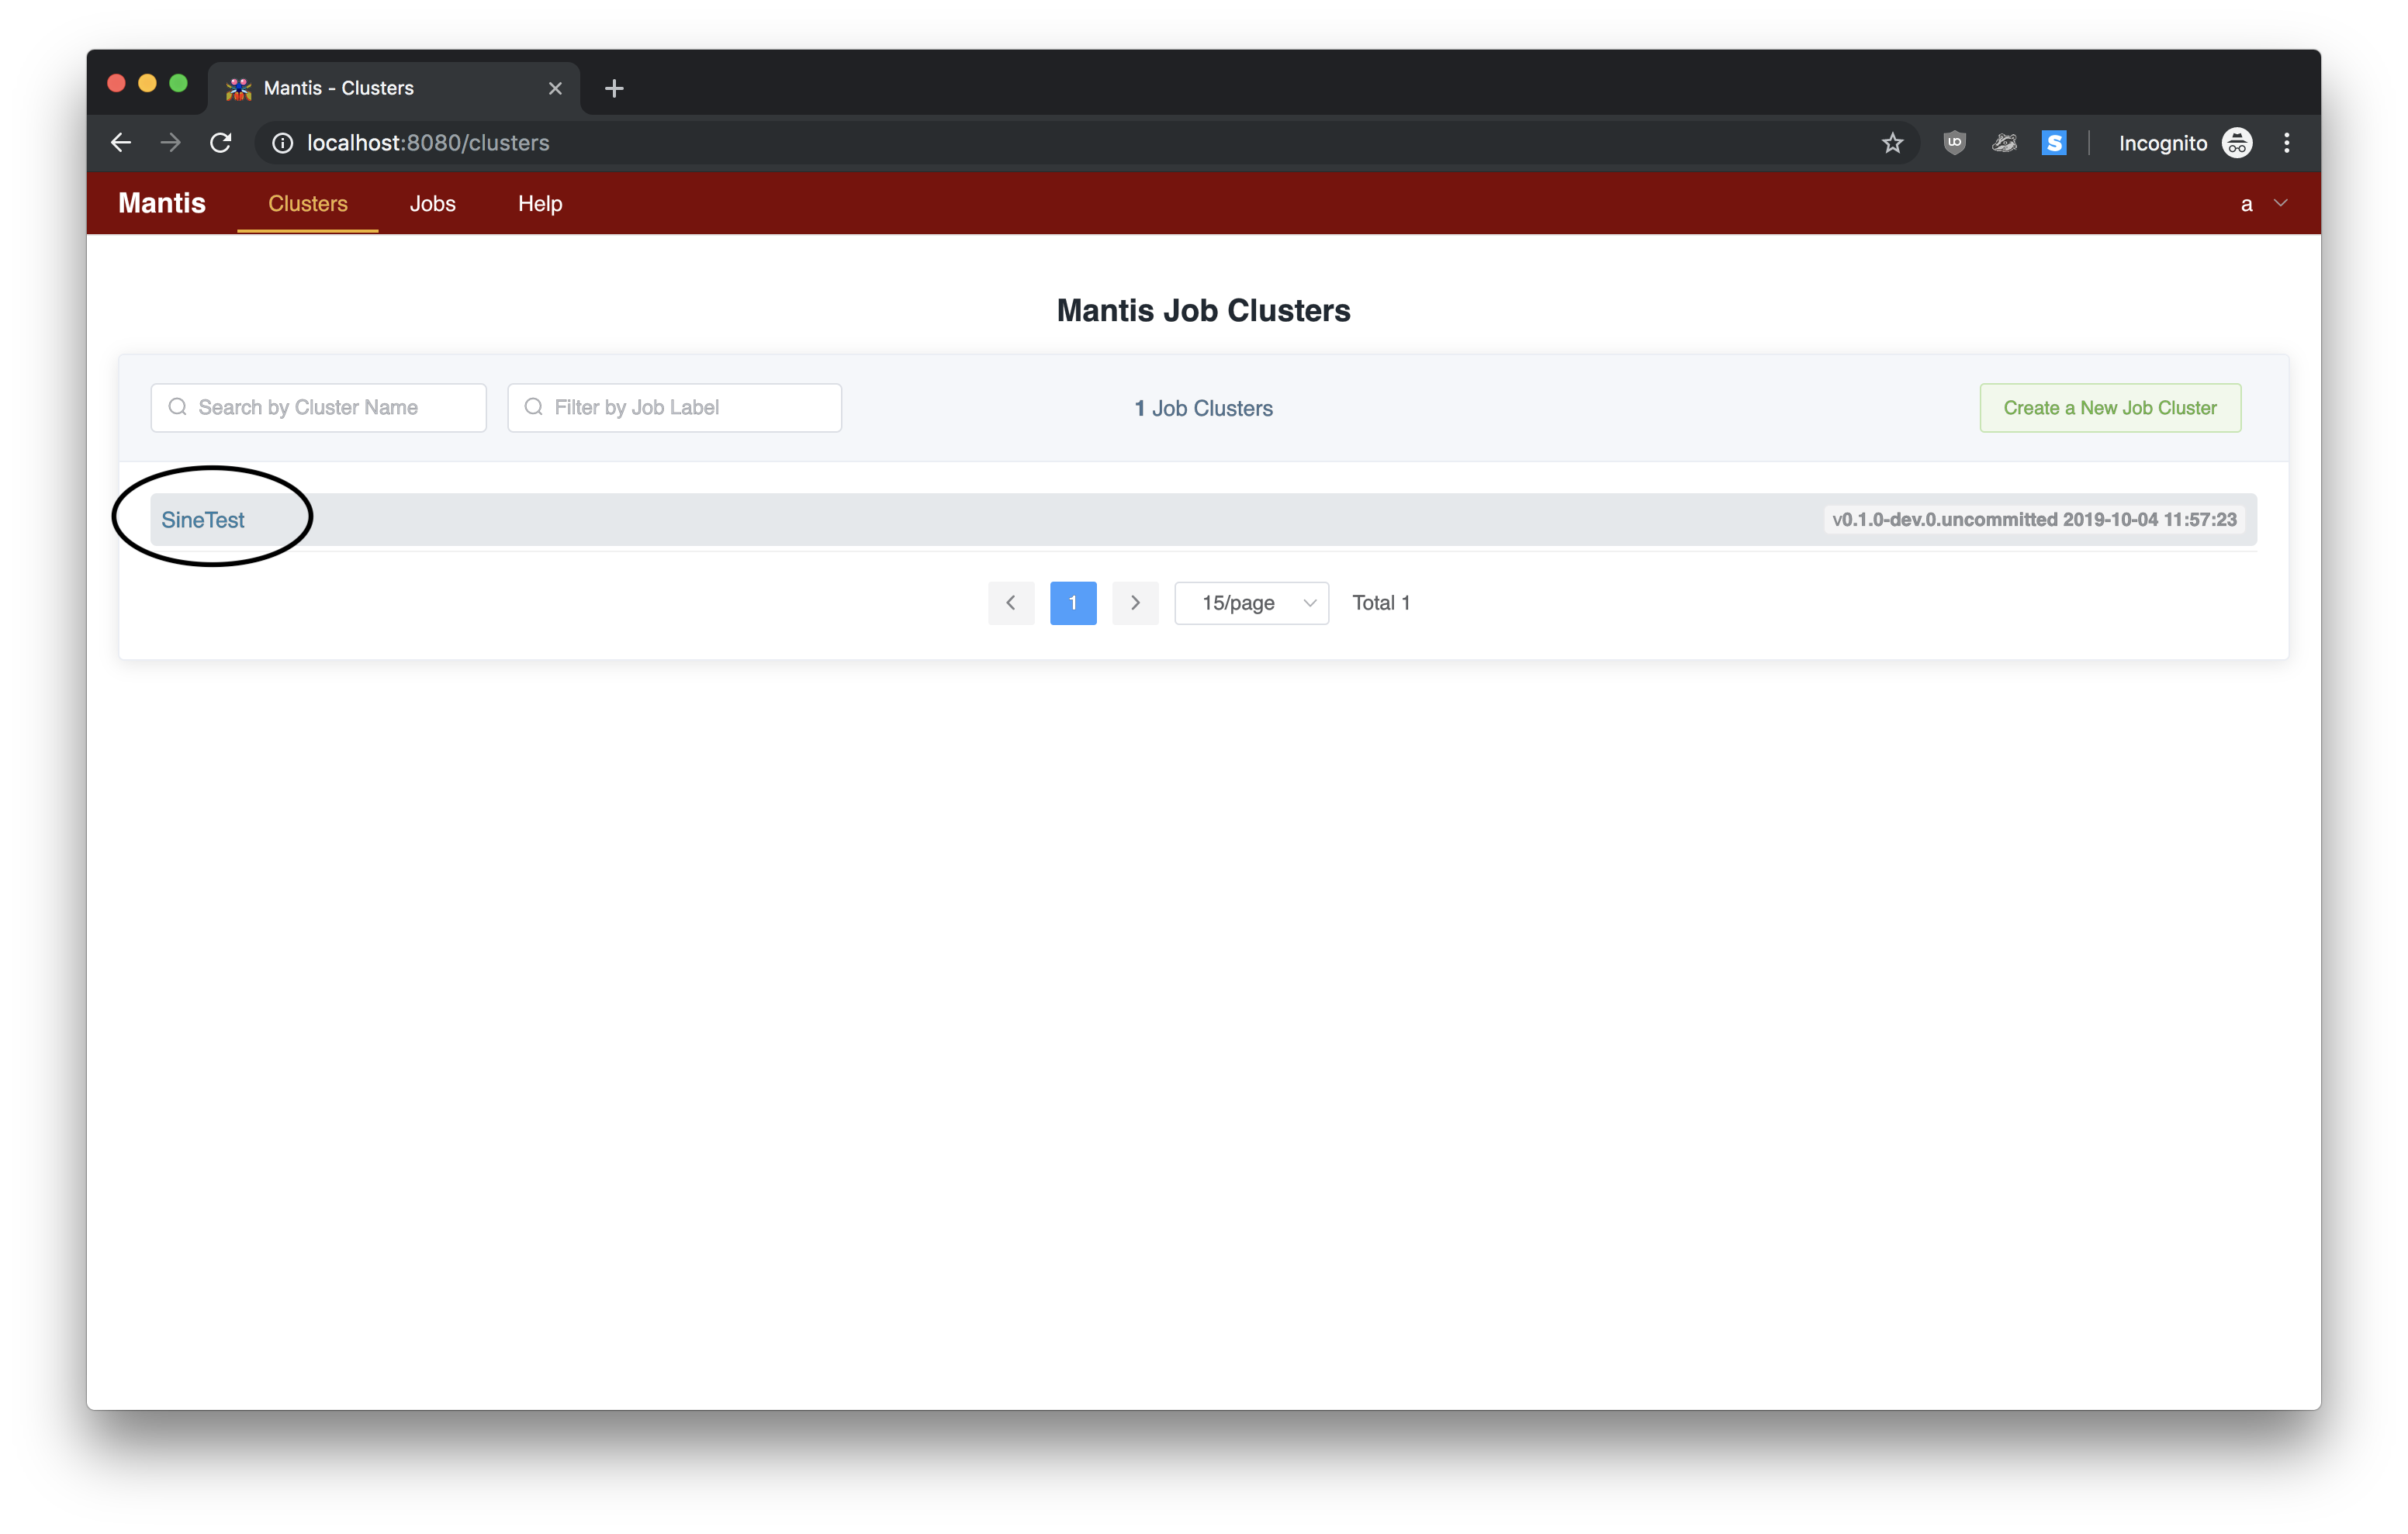 Mantis - Clusters
localhost:8080/clusters
Incognito
Mantis Clusters Jobs Help a
Mantis Job Clusters
Search by Cluster Name Filter by Job Label 1 Job Clusters Create a New Job Cluster
SineTest v0.1.0-dev.0.uncommitted 2019-10-04 11:57:23
1 15/page Total 1